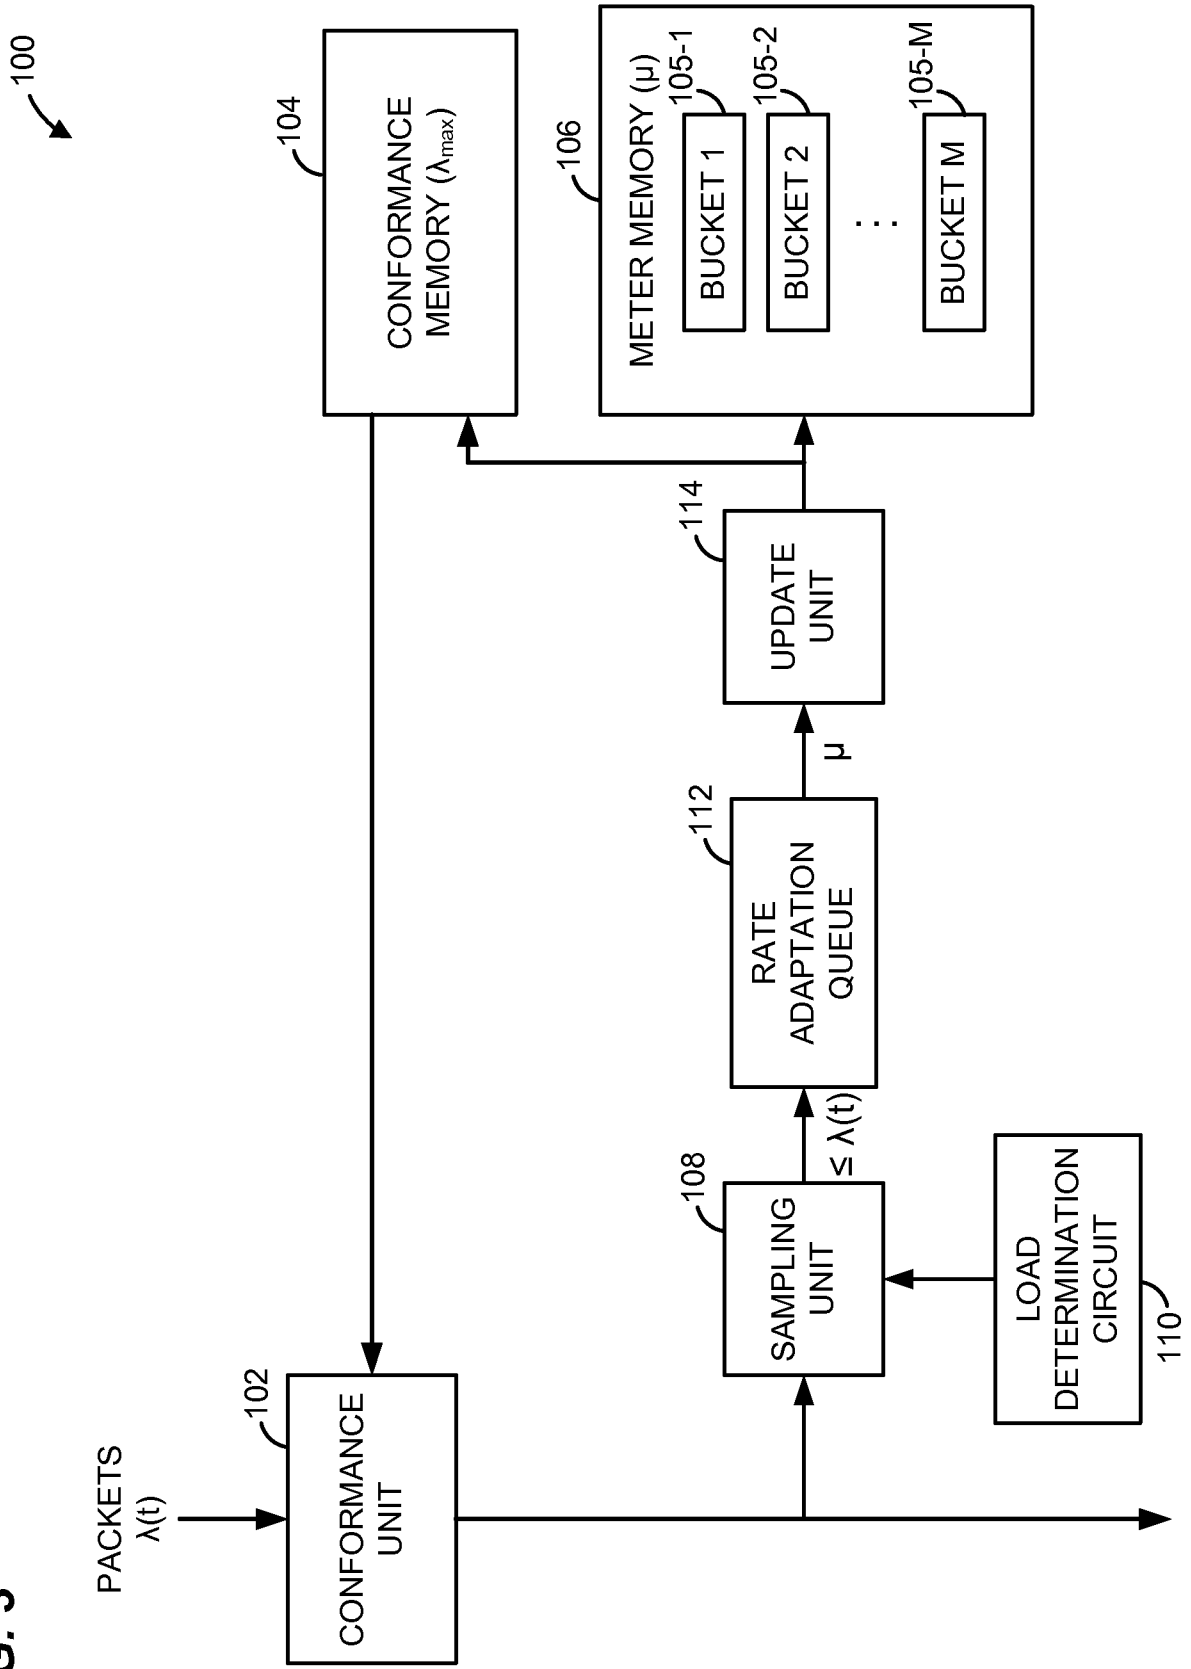 100
PACKETS
λ(t)
102
CONFORMANCE
UNIT
104
CONFORMANCE
MEMORY (λmax)
106
METER MEMORY (μ)
105-1
BUCKET 1
105-2
BUCKET 2
. . .
105-M
BUCKET M
108
SAMPLING
UNIT
≤ λ(t)
112
RATE
ADAPTATION
QUEUE
μ
114
UPDATE
UNIT
LOAD
DETERMINATION
CIRCUIT
110